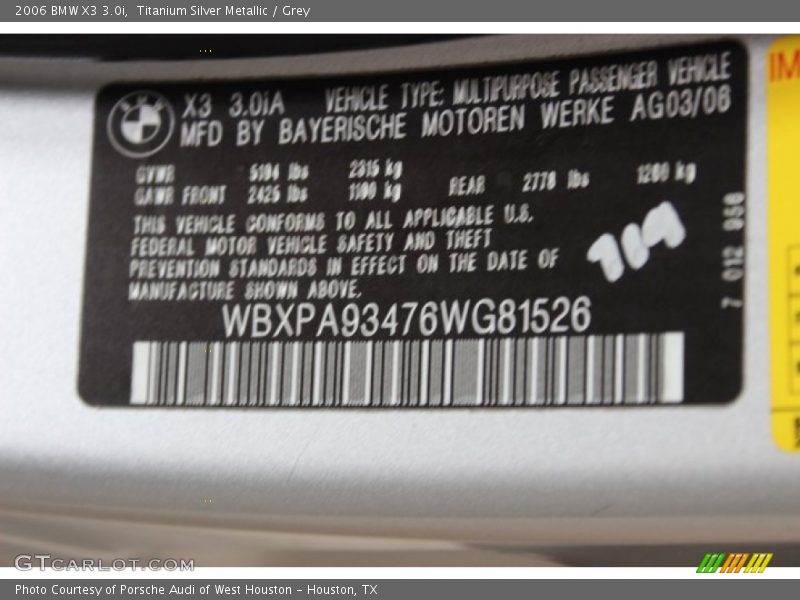 2006 BMW X3 3.0i, Titanium Silver Metallic / Grey
X3 3.0iA VEHICLE TYPE: MULTIPURPOSE PASSENGER VEHICLE
MFD BY BAYERISCHE MOTOREN WERKE AG03/06
GVWR 5104 lbs 2315 kg
GAWR FRONT 2425 lbs 1100 kg REAR 2778 lbs 1260 kg
THIS VEHICLE CONFORMS TO ALL APPLICABLE U.S.
FEDERAL MOTOR VEHICLE SAFETY AND THEFT
PREVENTION STANDARDS IN EFFECT ON THE DATE OF
MANUFACTURE SHOWN ABOVE.
WBXPA93476WG81526
7 012 958
IM
GTCARLOT.COM
Photo Courtesy of Porsche Audi of West Houston - Houston, TX